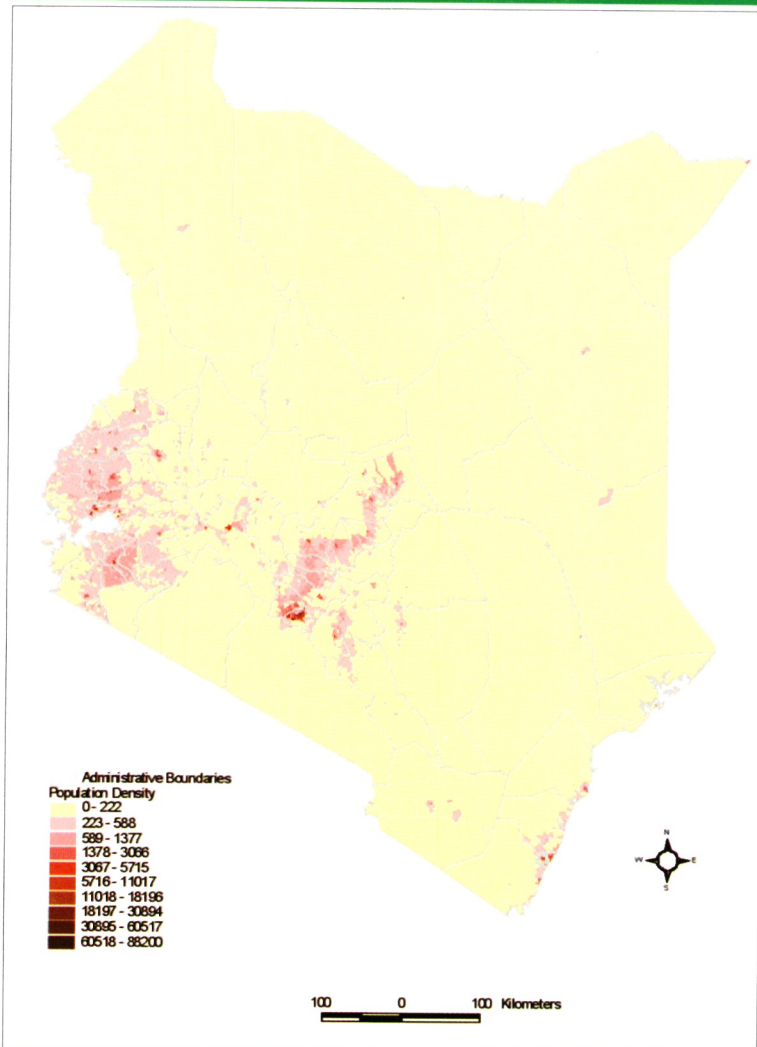 Administrative Boundaries
Population Density
0 - 222
223 - 588
589 - 1377
1378 - 3066
3067 - 5715
5716 - 11017
11018 - 18196
18197 - 30894
30895 - 60517
60518 - 88200
N
W E
S
100 0 100 Kilometers